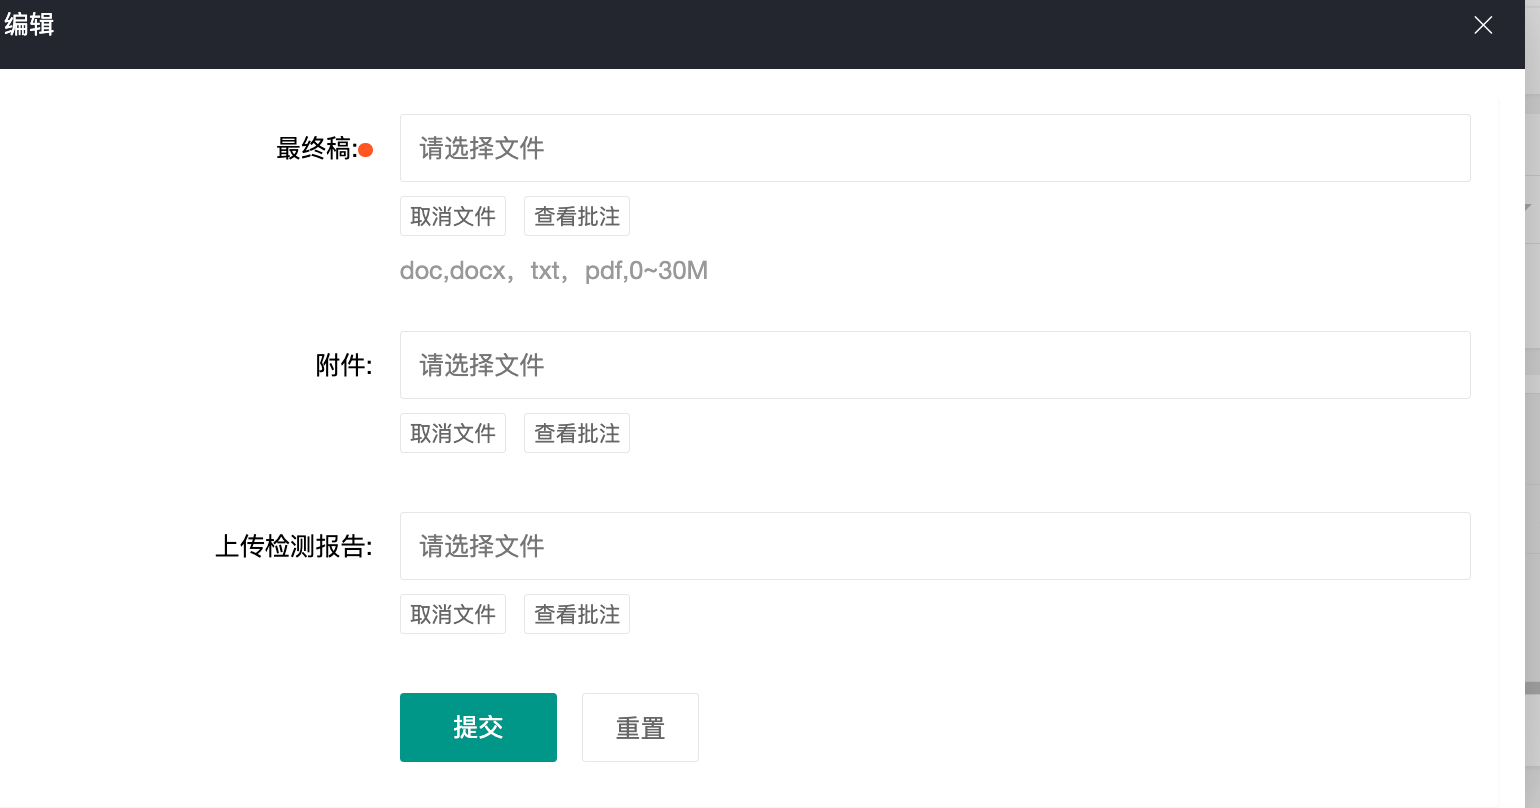 编辑
最终稿:
请选择文件
取消文件 查看批注
doc,docx，txt，pdf,0~30M
附件:
请选择文件
取消文件 查看批注
上传检测报告:
请选择文件
取消文件 查看批注
提交 重置